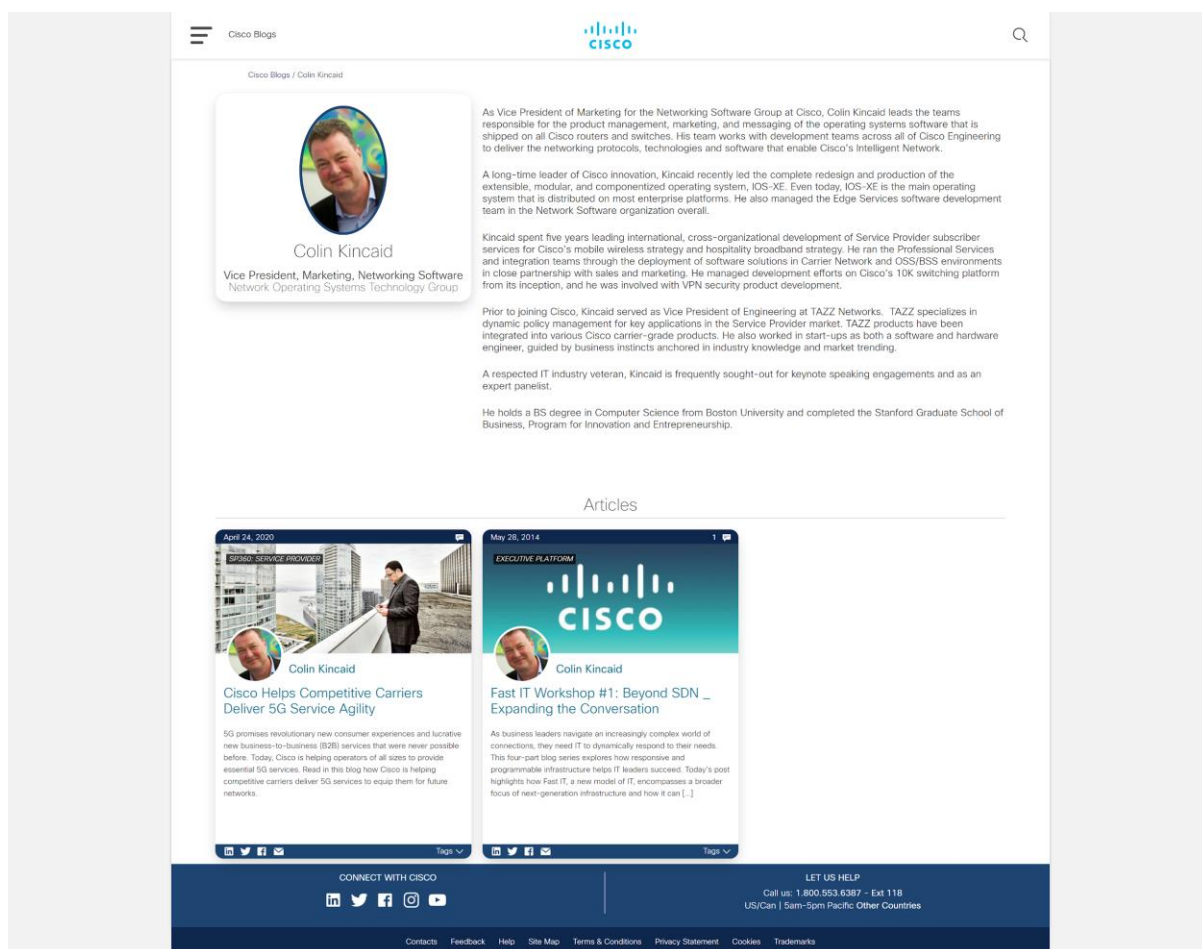 Cisco Blogs
CISCO
Cisco Blogs / Colin Kincaid
Colin Kincaid
Vice President, Marketing, Networking Software
Network Operating Systems Technology Group
As Vice President of Marketing for the Networking Software Group at Cisco, Colin Kincaid leads the teams
responsible for the product management, marketing, and messaging of the operating systems software that is
shipped on all Cisco routers and switches. His team works with development teams across all of Cisco Engineering
to deliver the networking protocols, technologies and software that enable Cisco's Intelligent Network.
A long-time leader of Cisco innovation, Kincaid recently led the complete redesign and production of the
extensible, modular, and componentized operating system, IOS-XE. Even today, IOS-XE is the main operating
system that is distributed on most enterprise platforms. He also managed the Edge Services software development
team in the Network Software organization overall.
Kincaid spent five years leading international, cross-organizational development of Service Provider subscriber
services for Cisco's mobile wireless strategy and hospitality broadband strategy. He ran the Professional Services
and integration teams through the deployment of software solutions in Carrier Network and OSS/BSS environments
in close partnership with sales and marketing. He managed development efforts on Cisco's 10K switching platform
from its inception, and he was involved with VPN security product development.
Prior to joining Cisco, Kincaid served as Vice President of Engineering at TAZZ Networks. TAZZ specializes in
dynamic policy management for key applications in the Service Provider market. TAZZ products have been
integrated into various Cisco carrier-grade products. He also worked in start-ups as both a software and hardware
engineer, guided by business instincts anchored in industry knowledge and market trending.
A respected IT industry veteran, Kincaid is frequently sought-out for keynote speaking engagements and as an
expert panelist.
He holds a BS degree in Computer Science from Boston University and completed the Stanford Graduate School of
Business, Program for Innovation and Entrepreneurship.
Articles
April 24, 2020
SP360: SERVICE PROVIDER
Colin Kincaid
Cisco Helps Competitive Carriers
Deliver 5G Service Agility
5G promises revolutionary new consumer experiences and lucrative
new business-to-business (B2B) services that were never possible
before. Today, Cisco is helping operators of all sizes to provide
essential 5G services. Read in this blog how Cisco is helping
competitive carriers deliver 5G services to equip them for future
networks.
Tags
May 28, 2014 1
EXECUTIVE PLATFORM
CISCO
Colin Kincaid
Fast IT Workshop #1: Beyond SDN _
Expanding the Conversation
As business leaders navigate an increasingly complex world of
connections, they need IT to dynamically respond to their needs.
This four-part blog series explores how responsive and
programmable infrastructure helps IT leaders succeed. Today's post
highlights how Fast IT, a new model of IT, encompasses a broader
focus of next-generation infrastructure and how it can [...]
Tags
CONNECT WITH CISCO
LET US HELP
Call us: 1.800.553.6387 - Ext 118
US/Can | 5am-5pm Pacific Other Countries
Contacts Feedback Help Site Map Terms & Conditions Privacy Statement Cookies Trademarks